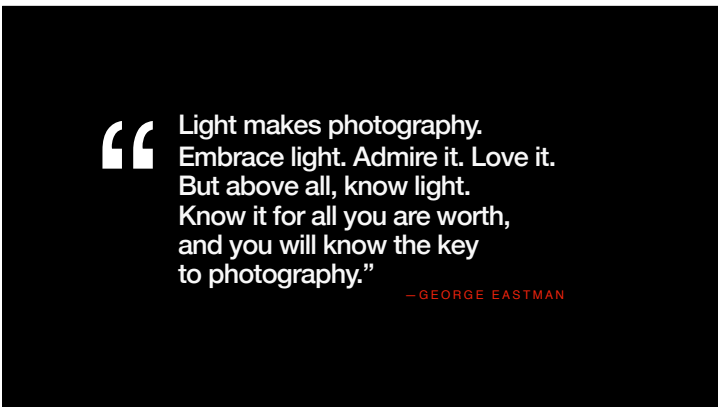 “Light makes photography.
Embrace light. Admire it. Love it.
But above all, know light.
Know it for all you are worth,
and you will know the key
to photography.”
—GEORGE EASTMAN